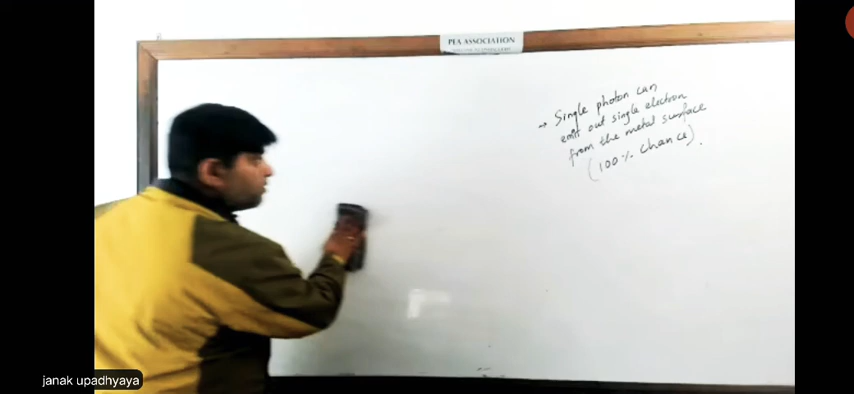 PEA ASSOCIATION
→ Single photon can
emit out single electron
from the metal surface
(100% chance).
janak upadhyaya